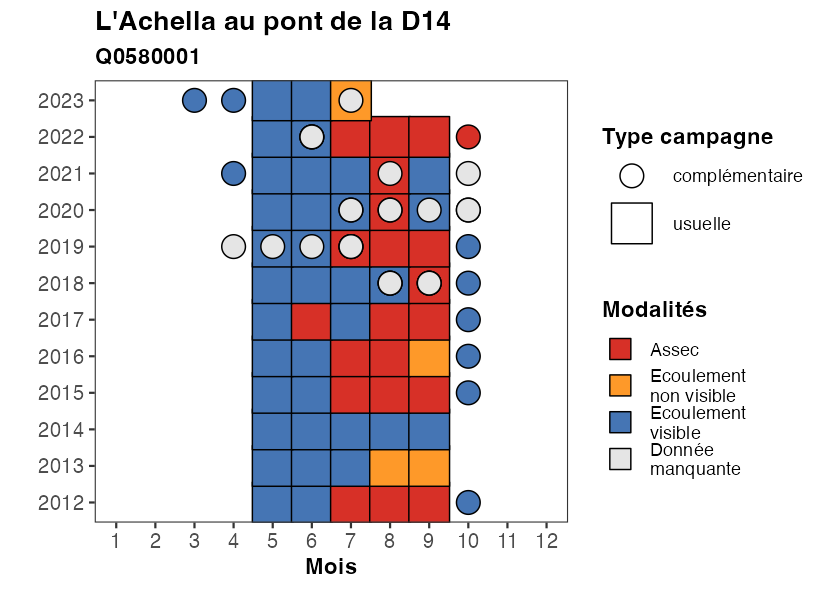 L'Achella au pont de la D14
Q0580001
2023
2022
2021
2020
2019
2018
2017
2016
2015
2014
2013
2012
1 2 3 4 5 6 7 8 9 10 11 12
Mois
Type campagne
complémentaire
usuelle
Modalités
Assec
Ecoulement
non visible
Ecoulement
visible
Donnée
manquante